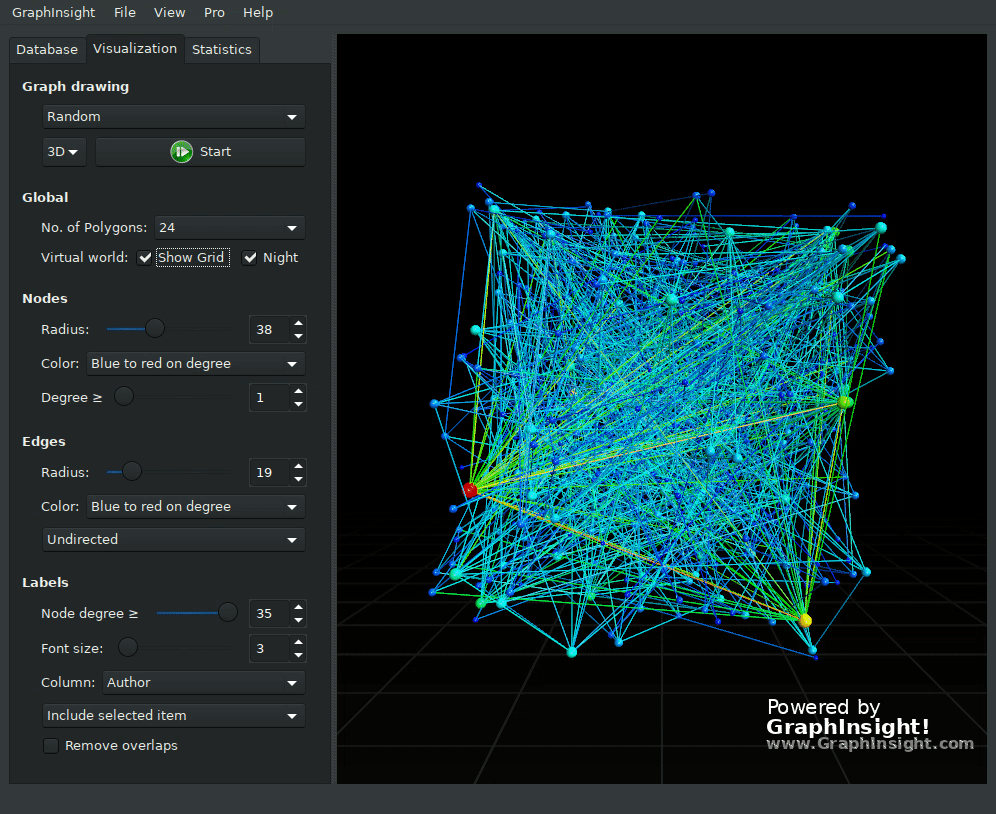 GraphInsight File View Pro Help
Database Visualization Statistics
Graph drawing
Random
3D Start
Global
No. of Polygons: 24
Virtual world: Show Grid Night
Nodes
Radius: 38
Color: Blue to red on degree
Degree ≥ 1
Edges
Radius: 19
Color: Blue to red on degree
Undirected
Labels
Node degree ≥ 35
Font size: 3
Column: Author
Include selected item
Remove overlaps
Powered by
GraphInsight!
www.GraphInsight.com